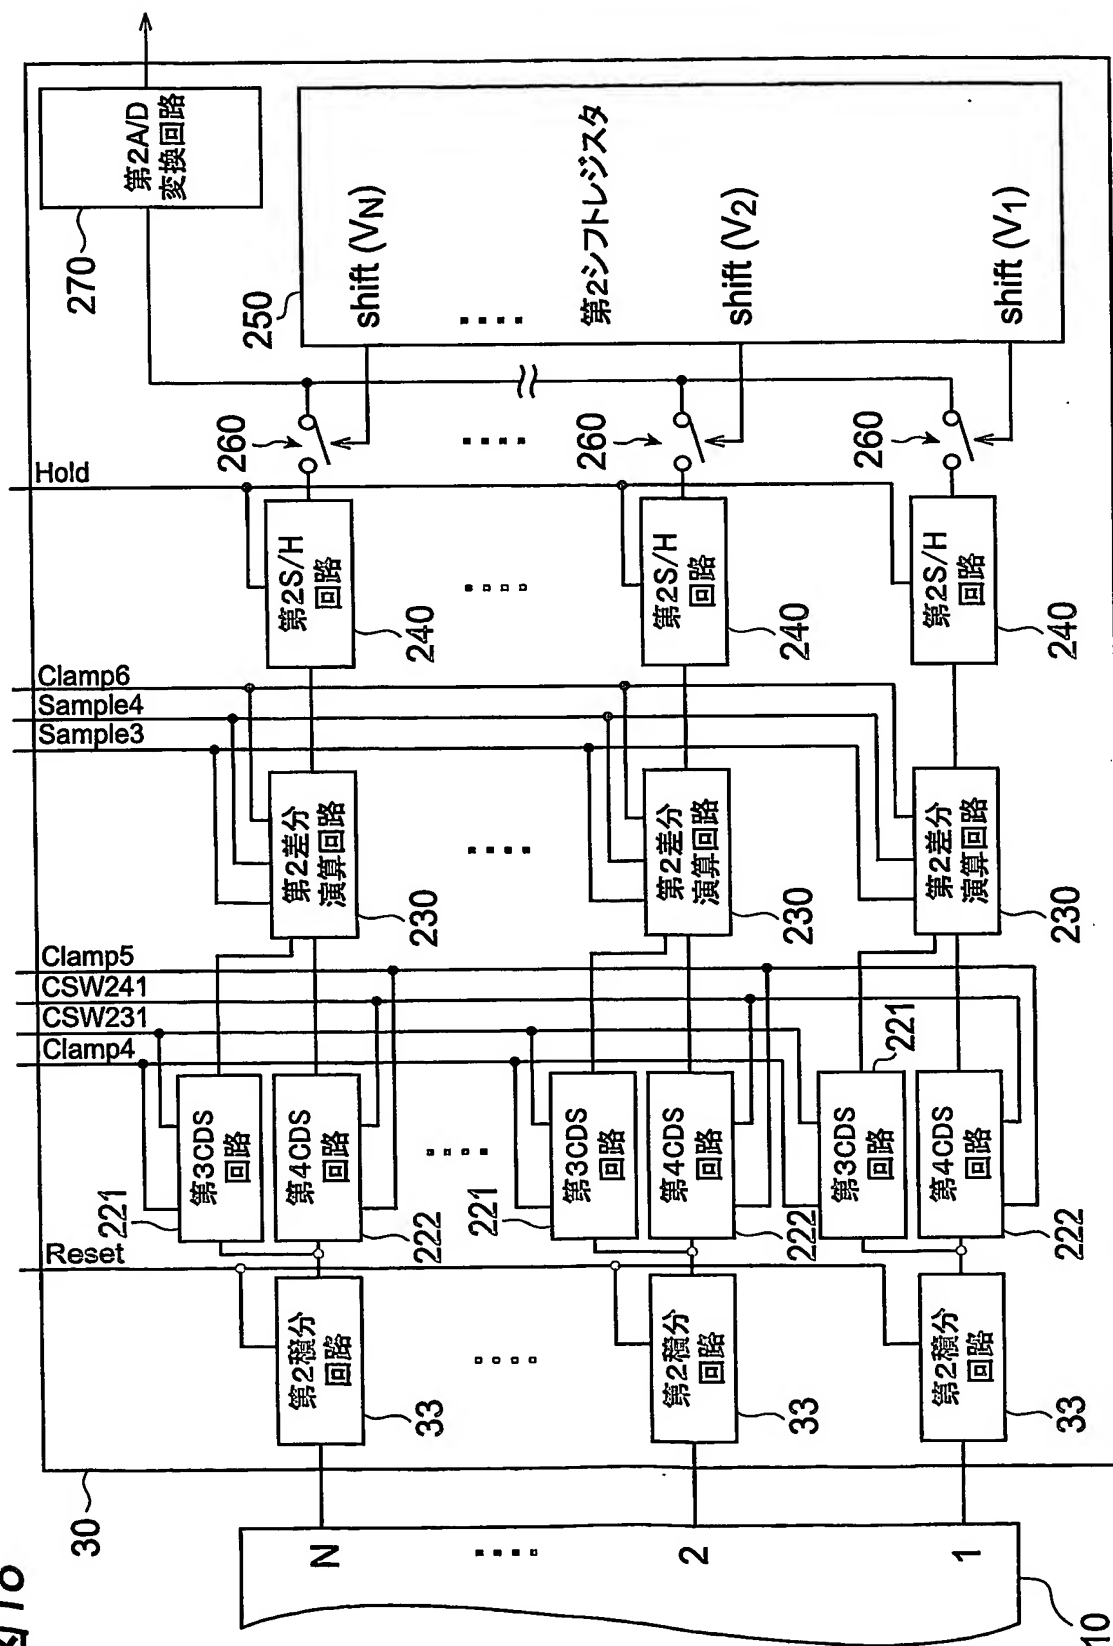 第2A/D
変換回路
270
250
shift (VN)
第2シフトレジスタ
shift (V2)
shift (V1)
260
260
260
Hold
第2S/H
回路
240
第2S/H
回路
240
第2S/H
回路
240
Clamp6
Sample4
Sample3
第2差分
演算回路
230
第2差分
演算回路
230
第2差分
演算回路
230
Clamp5
CSW241
CSW231
Clamp4
第3CDS
回路
221
第4CDS
回路
222
第3CDS
回路
221
第4CDS
回路
222
第3CDS
回路
221
第4CDS
回路
222
Reset
第2積分
回路
33
第2積分
回路
33
第2積分
回路
33
30
N
2
1
10